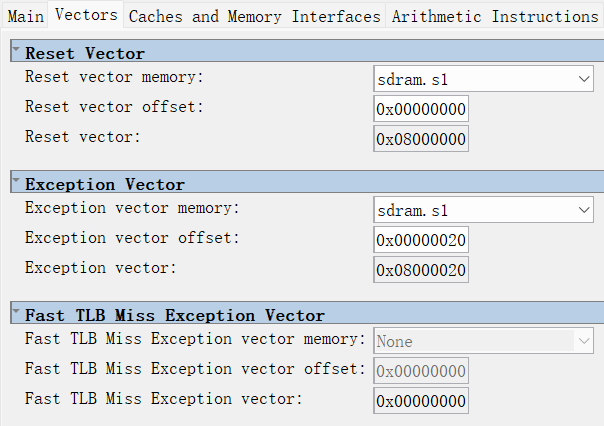 Main Vectors Caches and Memory Interfaces Arithmetic Instructions
Reset Vector
Reset vector memory: sdram.s1
Reset vector offset: 0x00000000
Reset vector: 0x08000000
Exception Vector
Exception vector memory: sdram.s1
Exception vector offset: 0x00000020
Exception vector: 0x08000020
Fast TLB Miss Exception Vector
Fast TLB Miss Exception vector memory: None
Fast TLB Miss Exception vector offset: 0x00000000
Fast TLB Miss Exception vector: 0x00000000